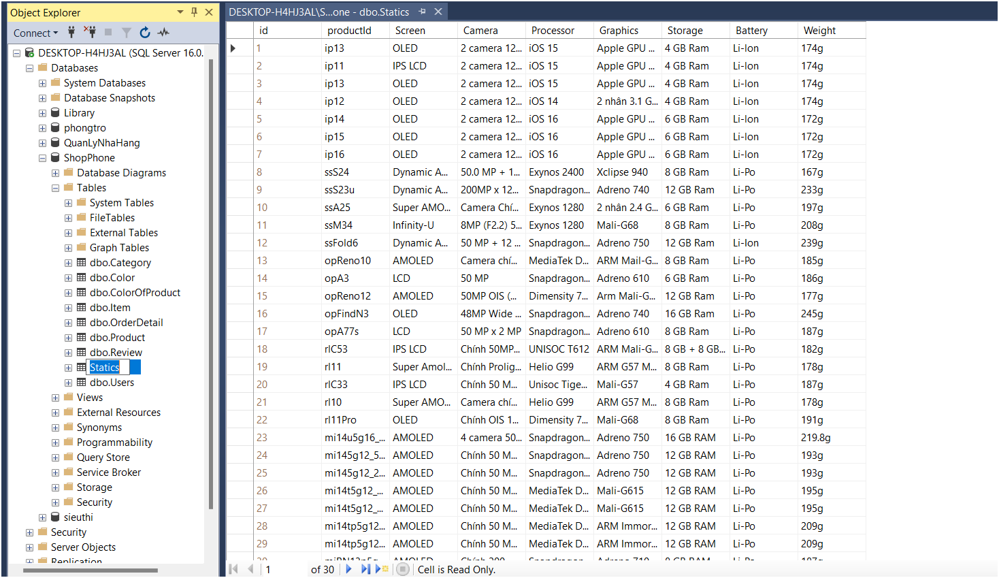 Object Explorer
Connect
DESKTOP-H4HJ3AL (SQL Server 16.0.
Databases
System Databases
Database Snapshots
Library
phongtro
QuanLyNhaHang
ShopPhone
Database Diagrams
Tables
System Tables
FileTables
External Tables
Graph Tables
dbo.Category
dbo.Color
dbo.ColorOfProduct
dbo.Item
dbo.OrderDetail
dbo.Product
dbo.Review
Statics
dbo.Users
Views
External Resources
Synonyms
Programmability
Query Store
Service Broker
Storage
Security
sieuthi
Security
Server Objects
Replication
DESKTOP-H4HJ3AL\S...one - dbo.Statics
id productId Screen Camera Processor Graphics Storage Battery Weight
1 ip13 OLED 2 camera 12... iOS 15 Apple GPU ... 4 GB Ram Li-Ion 174g
2 ip11 IPS LCD 2 camera 12... iOS 15 Apple GPU ... 4 GB Ram Li-Ion 174g
3 ip13 OLED 2 camera 12... iOS 15 Apple GPU ... 4 GB Ram Li-Ion 174g
4 ip12 OLED 2 camera 12... iOS 14 2 nhân 3.1 G... 4 GB Ram Li-Ion 174g
5 ip14 OLED 2 camera 12... iOS 16 Apple GPU ... 6 GB Ram Li-Ion 172g
6 ip15 OLED 2 camera 12... iOS 16 Apple GPU ... 6 GB Ram Li-Ion 172g
7 ip16 OLED 2 camera 12... iOS 16 Apple GPU ... 6 GB Ram Li-Ion 172g
8 ssS24 Dynamic A... 50.0 MP + 1... Exynos 2400 Xclipse 940 8 GB Ram Li-Po 167g
9 ssS23u Dynamic A... 200MP x 12... Snapdragon... Adreno 740 12 GB Ram Li-Po 233g
10 ssA25 Super AMO... Camera Chí... Exynos 1280 2 nhân 2.4 G... 6 GB Ram Li-Po 197g
11 ssM34 Infinity-U 8MP (F2.2) 5... Exynos 1280 Mali-G68 8 GB Ram Li-Po 208g
12 ssFold6 Dynamic A... 50 MP + 12 ... Snapdragon... Adreno 750 12 GB Ram Li-Ion 239g
13 opReno10 AMOLED Camera chí... MediaTek D... ARM Mail-G... 8 GB Ram Li-Po 185g
14 opA3 LCD 50 MP Snapdragon... Adreno 610 6 GB Ram Li-Po 186g
15 opReno12 AMOLED 50MP OIS (... Dimensity 7... Arm Mali-G... 12 GB Ram Li-Po 177g
16 opFindN3 OLED 48MP Wide ... Snapdragon... Adreno 740 16 GB Ram Li-Po 245g
17 opA77s LCD 50 MP x 2 MP Snapdragon... Adreno 610 8 GB Ram Li-Po 187g
18 rlC53 IPS LCD Chính 50MP... UNISOC T612 ARM Mali-G... 8 GB + 8 GB... Li-Po 182g
19 rl11 Super Amol... Chính Prolig... Helio G99 ARM G57 M... 8 GB Ram Li-Po 178g
20 rlC33 IPS LCD Chính 50 M... Unisoc Tige... Mali-G57 4 GB Ram Li-Po 187g
21 rl10 Super AMO... Camera chí... Helio G99 ARM G57 M... 8 GB Ram Li-Po 178g
22 rl11Pro OLED Chính OIS 1... Dimensity 7... Mali-G68 8 GB Ram Li-Po 191g
23 mi14u5g16_... AMOLED 4 camera 50... Snapdragon... Adreno 750 16 GB RAM Li-Po 219.8g
24 mi145g12_5... AMOLED Chính 50 M... Snapdragon... Adreno 750 12 GB RAM Li-Po 193g
25 mi145g12_2... AMOLED Chính 50 M... Snapdragon... Adreno 750 12 GB RAM Li-Po 193g
26 mi14t5g12_... AMOLED Chính 50 M... MediaTek D... Mali-G615 12 GB RAM Li-Po 195g
27 mi14t5g12_... AMOLED Chính 50 M... MediaTek D... Mali-G615 12 GB RAM Li-Po 195g
28 mi14tp5g12... AMOLED Chính 50 M... MediaTek D... ARM Immor... 12 GB RAM Li-Po 209g
29 mi14tp5g12... AMOLED Chính 50 M... MediaTek D... ARM Immor... 12 GB RAM Li-Po 209g
1 of 30 Cell is Read Only.